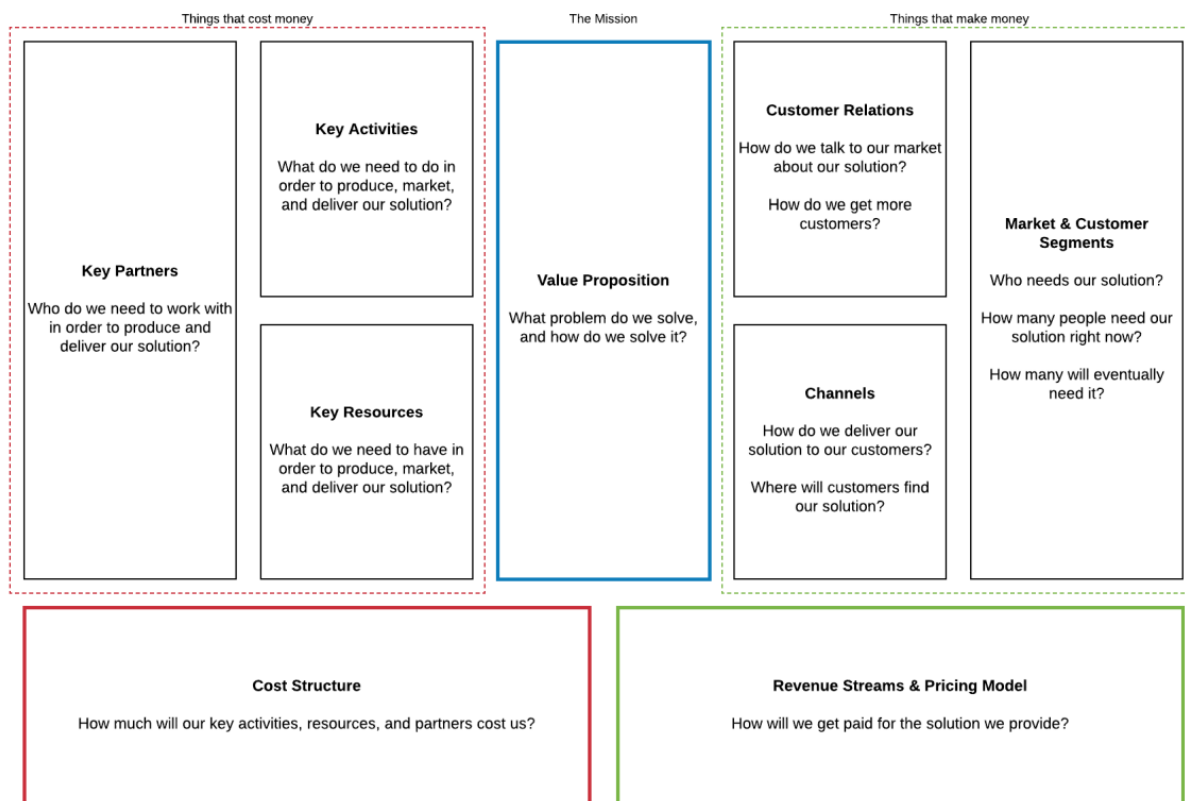 Things that cost money
The Mission
Things that make money
Key Partners
Who do we need to work with
in order to produce and
deliver our solution?
Key Activities
What do we need to do in
order to produce, market,
and deliver our solution?
Key Resources
What do we need to have in
order to produce, market,
and deliver our solution?
Value Proposition
What problem do we solve,
and how do we solve it?
Customer Relations
How do we talk to our market
about our solution?
How do we get more
customers?
Channels
How do we deliver our
solution to our customers?
Where will customers find
our solution?
Market & Customer
Segments
Who needs our solution?
How many people need our
solution right now?
How many will eventually
need it?
Cost Structure
How much will our key activities, resources, and partners cost us?
Revenue Streams & Pricing Model
How will we get paid for the solution we provide?